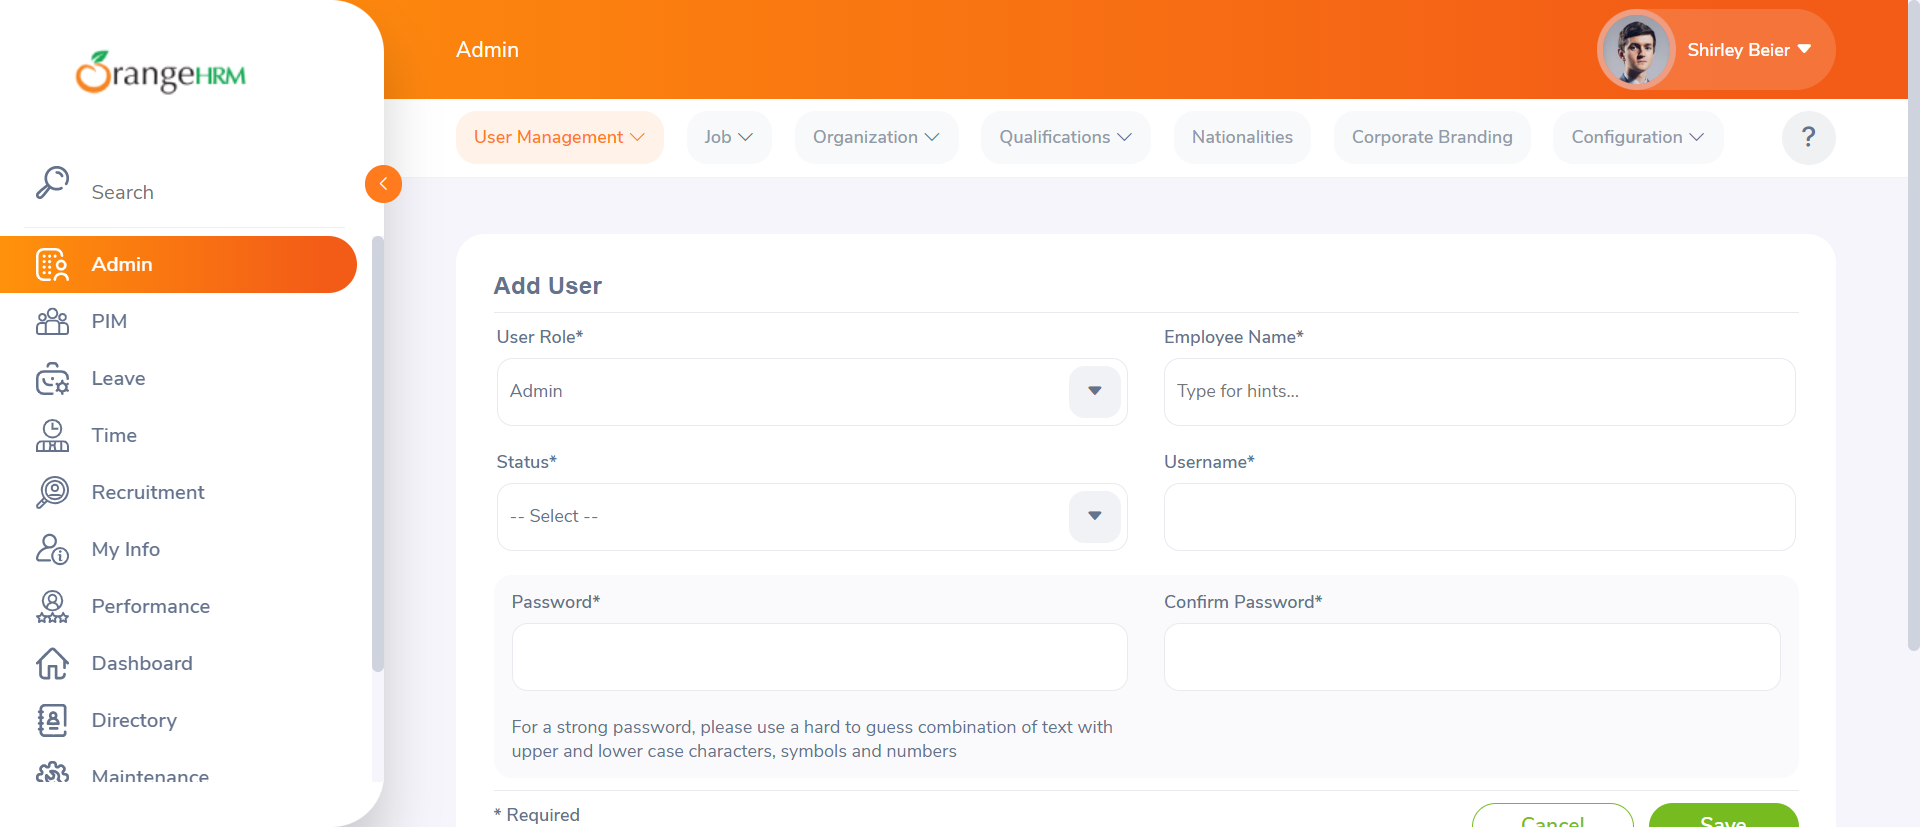 OrangeHRM
Admin
Shirley Beier
User Management
Job
Organization
Qualifications
Nationalities
Corporate Branding
Configuration
?
Search
Admin
PIM
Leave
Time
Recruitment
My Info
Performance
Dashboard
Directory
Maintenance
Add User
User Role*
Employee Name*
Admin
Type for hints...
Status*
Username*
-- Select --
Password*
Confirm Password*
For a strong password, please use a hard to guess combination of text with
upper and lower case characters, symbols and numbers
* Required
Cancel
Save